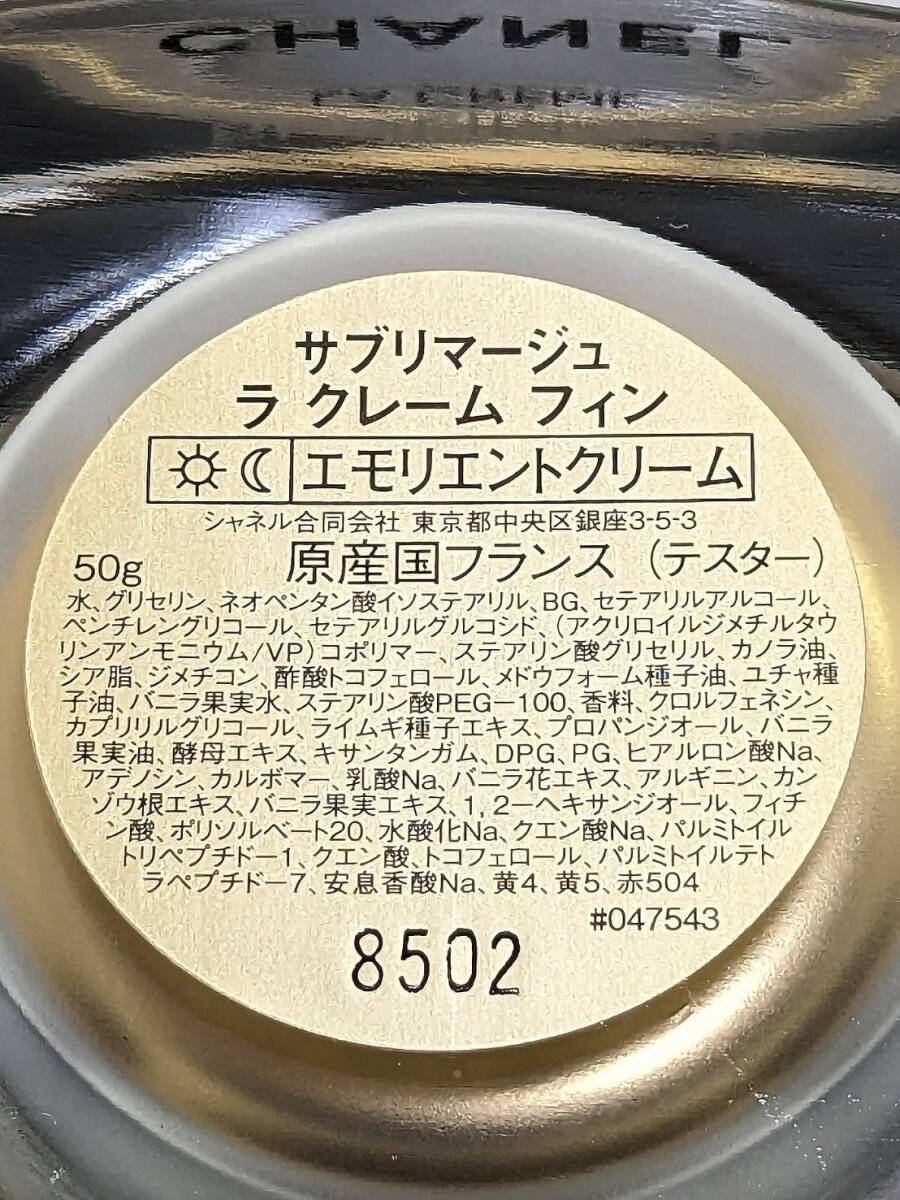 CHANEL
サブリマージュ
ラ クレーム フィン
エモリエントクリーム
シャネル合同会社 東京都中央区銀座3-5-3
50g 原産国フランス (テスター)
水、グリセリン、ネオペンタン酸イソステアリル、BG、セテアリルアルコール、
ペンチレングリコール、セテアリルグルコシド、(アクリロイルジメチルタウ
リンアンモニウム/VP)コポリマー、ステアリン酸グリセリル、カノラ油、
シア脂、ジメチコン、酢酸トコフェロール、メドウフォーム種子油、ユチャ種
子油、バニラ果実水、ステアリン酸PEG-100、香料、クロルフェネシン、
カプリリルグリコール、ライムギ種子エキス、プロパンジオール、バニラ
果実油、酵母エキス、キサンタンガム、DPG、PG、ヒアルロン酸Na、
アデノシン、カルボマー、乳酸Na、バニラ花エキス、アルギニン、カン
ゾウ根エキス、バニラ果実エキス、1,2-ヘキサンジオール、フィチ
ン酸、ポリソルベート20、水酸化Na、クエン酸Na、パルミトイル
トリペプチド-1、クエン酸、トコフェロール、パルミトイルテト
ラペプチド-7、安息香酸Na、黄4、黄5、赤504
#047543
8502